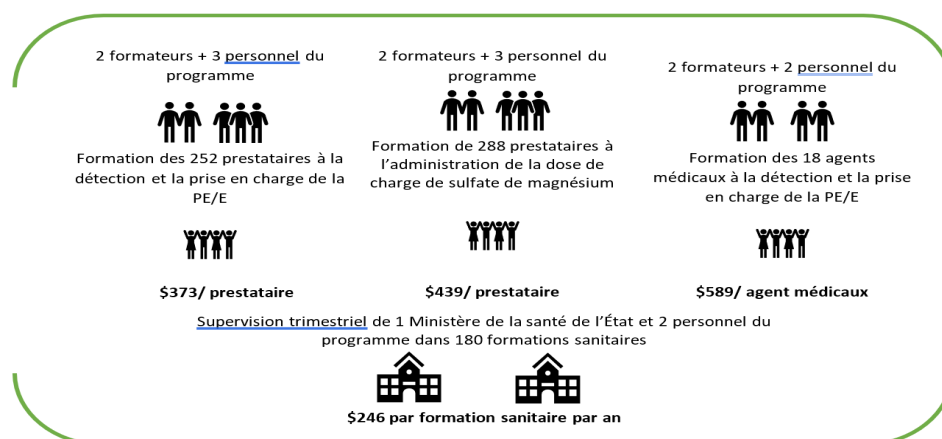 2 formateurs + 3 personnel du
programme
Formation des 252 prestataires à la
détection et la prise en charge de la
PE/E
$373/ prestataire
2 formateurs + 3 personnel du
programme
Formation de 288 prestataires à
l’administration de la dose de
charge de sulfate de magnésium
$439/ prestataire
2 formateurs + 2 personnel du
programme
Formation des 18 agents
médicaux à la détection et la prise
en charge de la PE/E
$589/ agent médicaux
Supervision trimestriel de 1 Ministère de la santé de l’État et 2 personnel du
programme dans 180 formations sanitaires
$246 par formation sanitaire par an